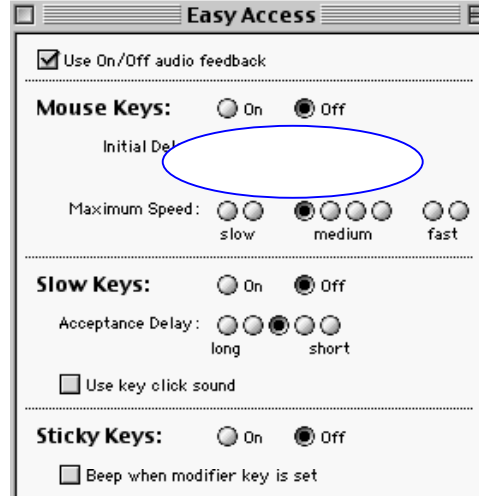 Easy Access
Use On/Off audio feedback
Mouse Keys: On Off
Initial
Maximum Speed:
slow medium fast
Slow Keys: On Off
Acceptance Delay:
long short
Use key click sound
Sticky Keys: On Off
Beep when modifier key is set